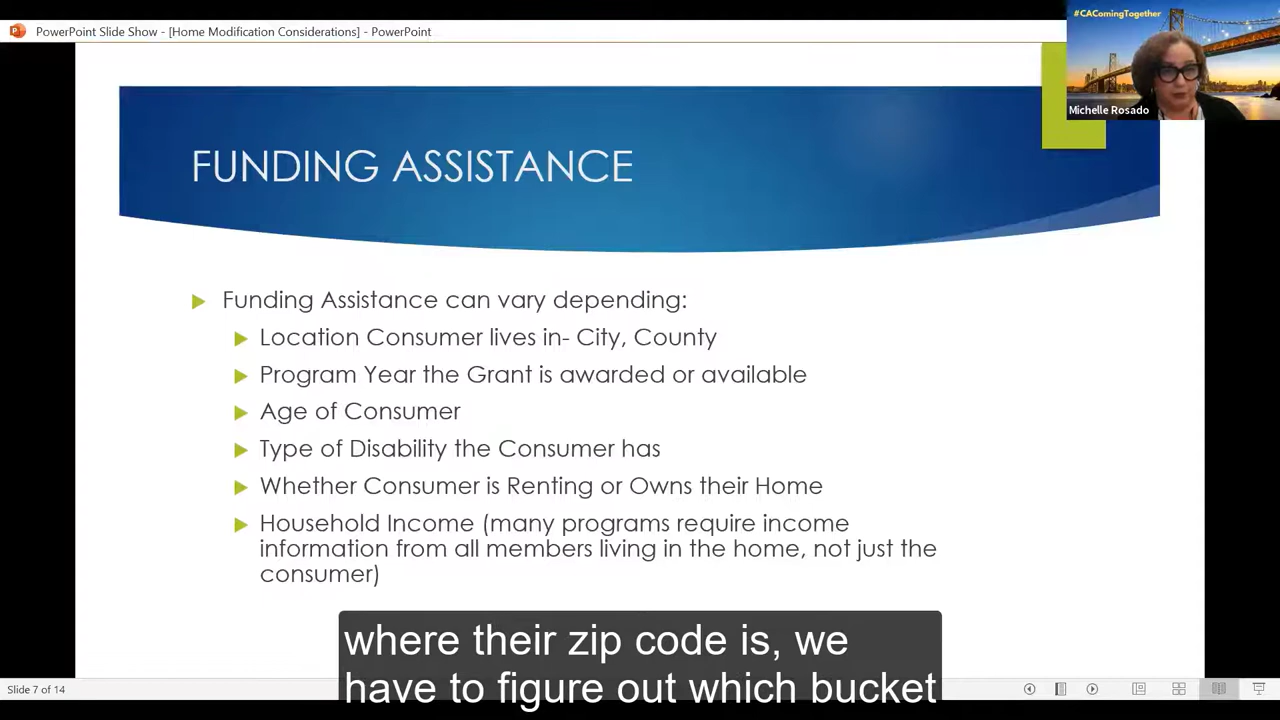 PowerPoint Slide Show - [Home Modification Considerations] - PowerPoint
#CAComingTogether
Michelle Rosado
FUNDING ASSISTANCE
Funding Assistance can vary depending:
Location Consumer lives in- City, County
Program Year the Grant is awarded or available
Age of Consumer
Type of Disability the Consumer has
Whether Consumer is Renting or Owns their Home
Household Income (many programs require income
information from all members living in the home, not just the
consumer)
where their zip code is, we
have to figure out which bucket
Slide 7 of 14